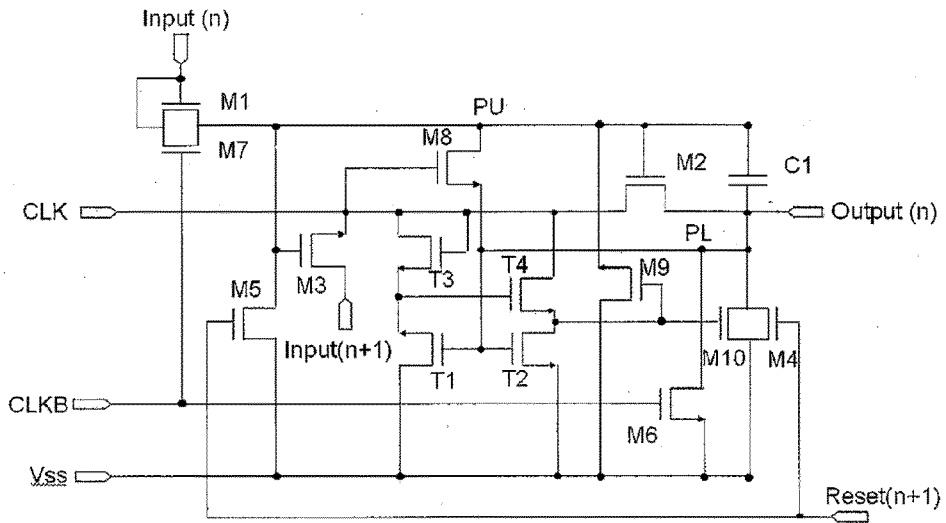 Input (n)
M1
PU
M7
M8
M2
C1
CLK
Output (n)
PL
T3
T4
M9
M3
M5
Input(n+1)
T1
T2
M10
M4
CLKB
M6
Vss
Reset(n+1)